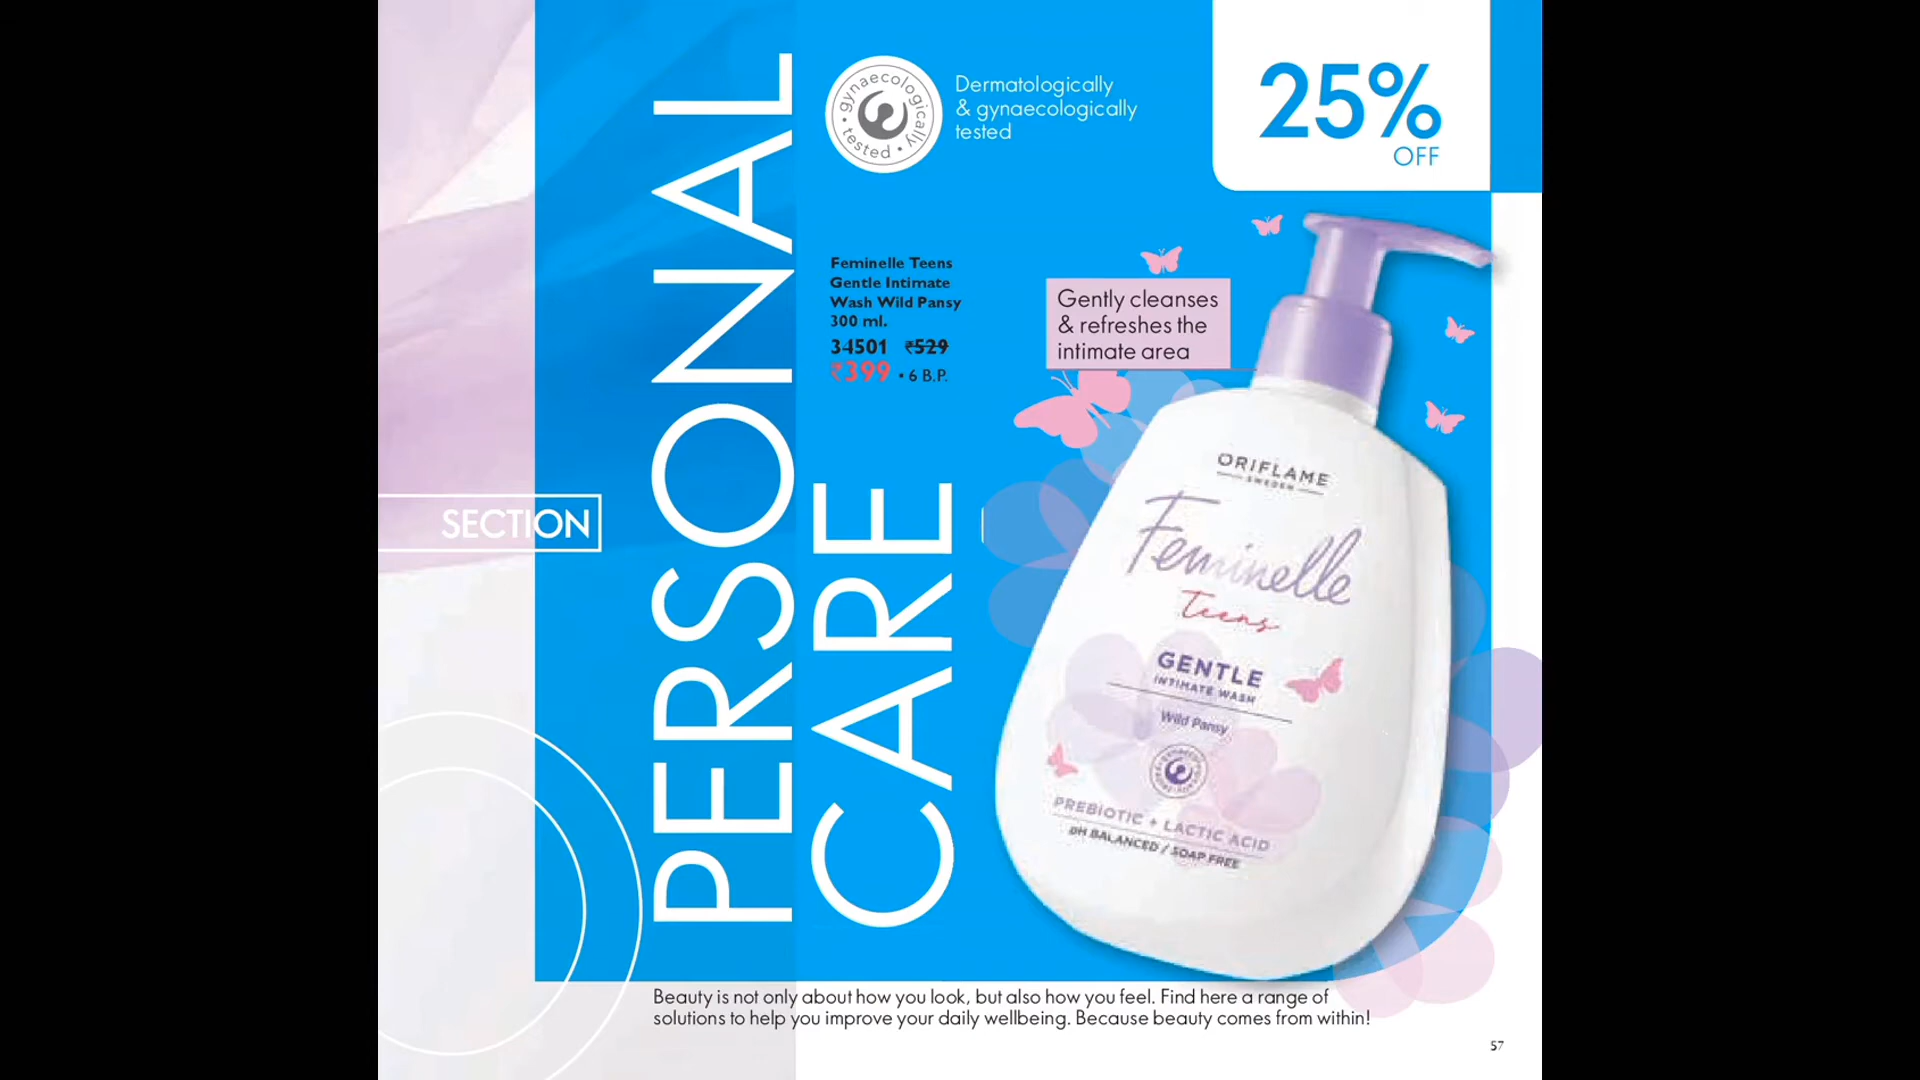 SECTION
PERSONAL
CARE
gynaecologically
tested
Dermatologically
& gynaecologically
tested
25%
OFF
Feminelle Teens
Gentle Intimate
Wash Wild Pansy
300 ml.
34501 ₹529
₹399 • 6 B.P.
Gently cleanses
& refreshes the
intimate area
ORIFLAME
SWEDEN
Feminelle
Teens
GENTLE
INTIMATE WASH
Wild Pansy
PREBIOTIC + LACTIC ACID
pH BALANCED / SOAP FREE
Beauty is not only about how you look, but also how you feel. Find here a range of
solutions to help you improve your daily wellbeing. Because beauty comes from within!
57